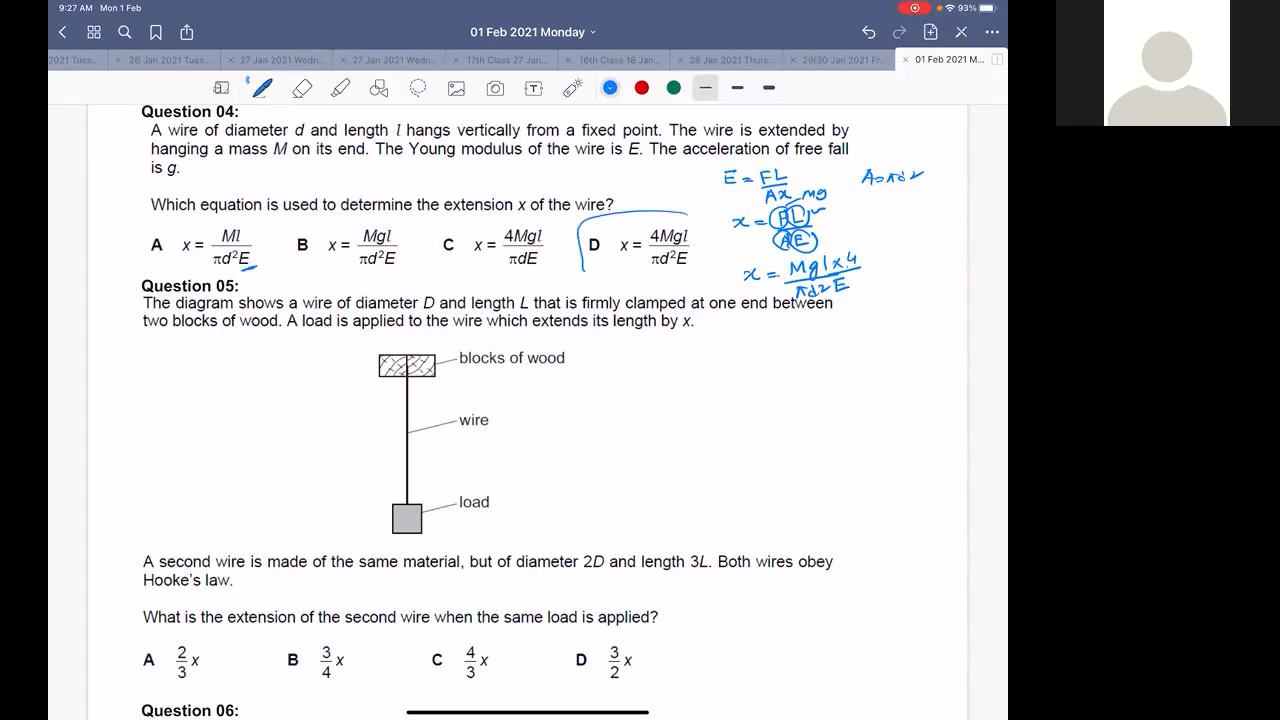 9:27 AM Mon 1 Feb
93%
01 Feb 2021 Monday
2021 Tues...
26 Jan 2021 Tues...
27 Jan 2021 Wedn...
27 Jan 2021 Wedn...
17th Class 27 Jan...
16th Class 18 Jan...
28 Jan 2021 Thurs...
29/30 Jan 2021 Fr...
01 Feb 2021 M...
Question 04:
A wire of diameter d and length l hangs vertically from a fixed point. The wire is extended by
hanging a mass M on its end. The Young modulus of the wire is E. The acceleration of free fall
is g.
Which equation is used to determine the extension x of the wire?
A x = Ml/πd²E B x = Mgl/πd²E C x = 4Mgl/πdE D x = 4Mgl/πd²E
E = FL/Ax
A=πd2
Mg
x = FL/AE
x = Mgl×4/πd2E
Question 05:
The diagram shows a wire of diameter D and length L that is firmly clamped at one end between
two blocks of wood. A load is applied to the wire which extends its length by x.
blocks of wood
wire
load
A second wire is made of the same material, but of diameter 2D and length 3L. Both wires obey
Hooke's law.
What is the extension of the second wire when the same load is applied?
A 2/3 x B 3/4 x C 4/3 x D 3/2 x
Question 06: